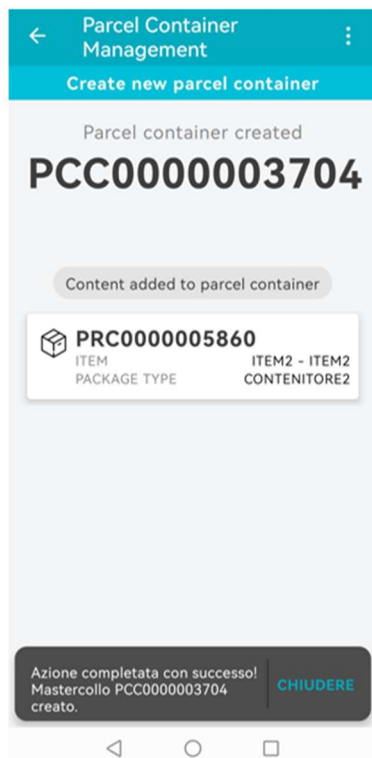 Parcel Container
Management
Create new parcel container
Parcel container created
PCC0000003704
Content added to parcel container
PRC0000005860
ITEM ITEM2 - ITEM2
PACKAGE TYPE CONTENITORE2
Azione completata con successo!
Mastercollo PCC0000003704
creato.
CHIUDERE